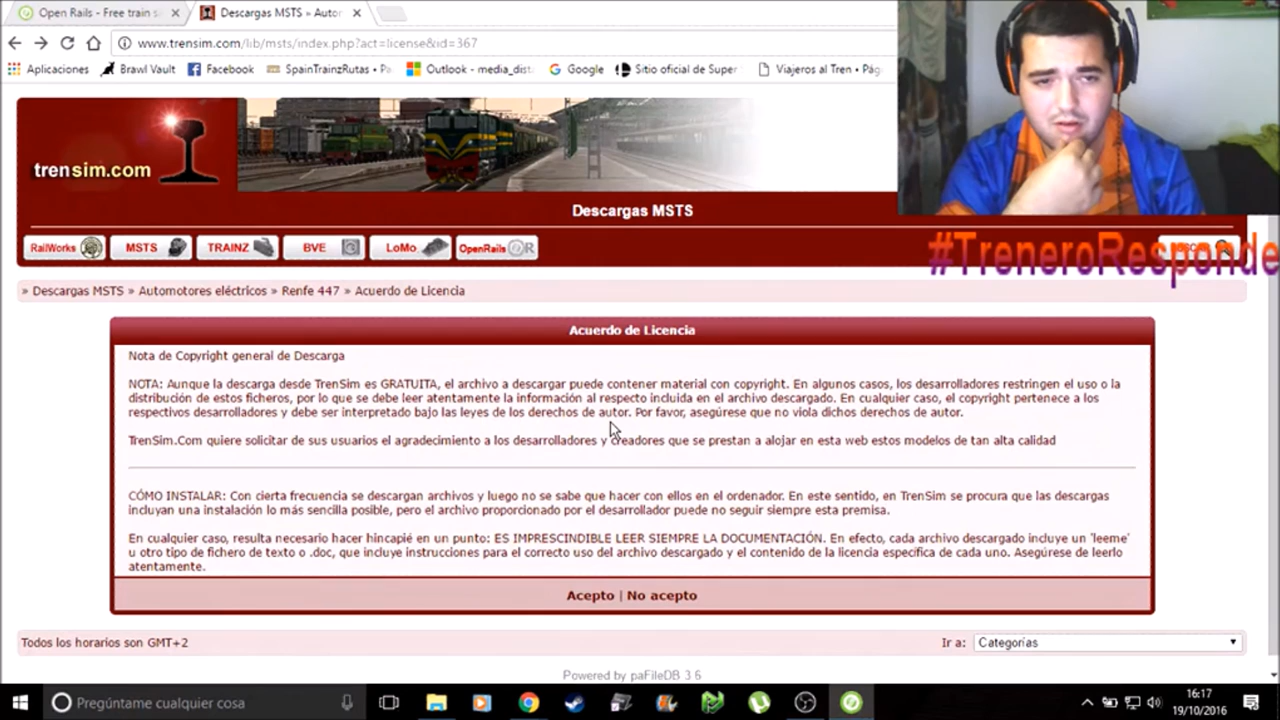 Open Rails - Free train s
Descargas MSTS » Autor
www.trensim.com/lib/msts/index.php?act=license&id=367
Aplicaciones
Brawl Vault
Facebook
SpainTrainzRutas • Pa
Outlook - media_dist
Google
Sitio oficial de Super
Viajeros al Tren • Pág
trensim.com
Descargas MSTS
RailWorks
MSTS
TRAINZ
BVE
LoMo
OpenRails
#TreneroResponde
» Descargas MSTS » Automotores eléctricos » Renfe 447 » Acuerdo de Licencia
Acuerdo de Licencia
Nota de Copyright general de Descarga
NOTA: Aunque la descarga desde TrenSim es GRATUITA, el archivo a descargar puede contener material con copyright. En algunos casos, los desarrolladores restringen el uso o la
distribución de estos ficheros, por lo que se debe leer atentamente la información al respecto incluida en el archivo descargado. En cualquier caso, el copyright pertenece a los
respectivos desarrolladores y debe ser interpretado bajo las leyes de los derechos de autor. Por favor, asegúrese que no viola dichos derechos de autor.
TrenSim.Com quiere solicitar de sus usuarios el agradecimiento a los desarrolladores y creadores que se prestan a alojar en esta web estos modelos de tan alta calidad
CÓMO INSTALAR: Con cierta frecuencia se descargan archivos y luego no se sabe que hacer con ellos en el ordenador. En este sentido, en TrenSim se procura que las descargas
incluyan una instalación lo más sencilla posible, pero el archivo proporcionado por el desarrollador puede no seguir siempre esta premisa.
En cualquier caso, resulta necesario hacer hincapié en un punto: ES IMPRESCINDIBLE LEER SIEMPRE LA DOCUMENTACIÓN. En efecto, cada archivo descargado incluye un 'leeme'
u otro tipo de fichero de texto o .doc, que incluye instrucciones para el correcto uso del archivo descargado y el contenido de la licencia específica de cada uno. Asegúrese de leerlo
atentamente.
Acepto | No acepto
Todos los horarios son GMT+2
Ir a: Categorías
Powered by paFileDB 3.6
Pregúntame cualquier cosa
16:17
19/10/2016